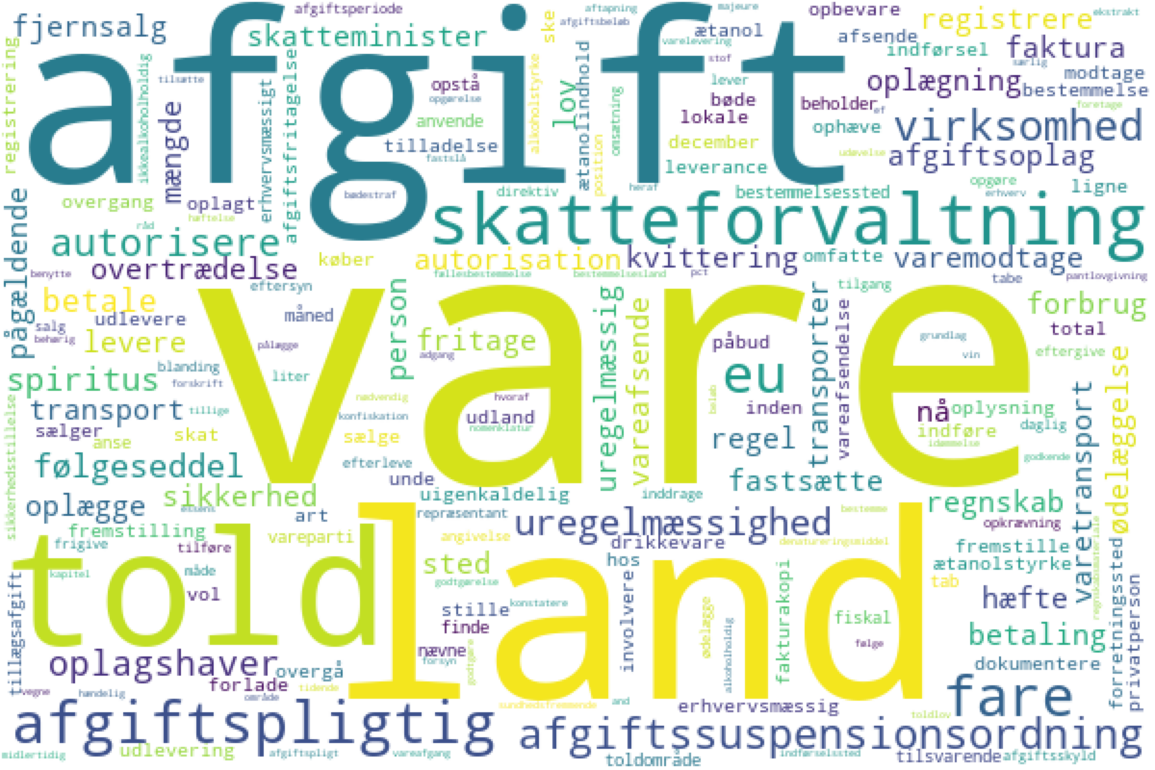 fjernsalg
afgiftsperiode
aftapning
majeure
opbevare
registrere
ekstrakt
skatteminister
varelevering
ætanol
afsende
indførsel
faktura
afgift
registrering
ikkealkoholholdig
tilsætte
mængde
erhvervsmæssigt
afgiftsfritagelse
opstå
opgørelse
anvende
tilladelse
fastslå
alkoholstyrke
ske
lov
ætanolindhold
position
omsætning
stof
lever
bøde
lokale
december
leverance
beholder
særlig
oplægning
modtage
bestemmelse
foretage
ef
ophæve
virksomhed
udøvelse
afgiftsoplag
overgang
oplagt
hæftelse
bødestraf
direktiv
heraf
bestemmelsessted
opgøre
erhverv
ligne
skatteforvaltning
pågældende
råd
autorisere
overtrædelse
køber
autorisation
kvittering
omfatte
varemodtage
benytte
fællesbestemmelse
bestemmelsesland
pct
tabe
pantlovgivning
eftersyn
tilgang
betale
vare
person
uregelmæssig
vareafsende
transporter
vareafsendelse
forbrug
udlevere
måned
salg
behørig
levere
pålægge
fritage
adgang
påbud
grundlag
vin
total
eftergive
blanding
forskrift
spiritus
liter
nødvendig
hvoraf
eu
beløb
ødelæggelse
sikkerhedsstillelse
transport
tillige
konfiskation
udland
nomenklatur
inden
nå
oplysning
daglig
sælger
anse
skat
sælge
regel
indføre
idømmelse
godkende
følgeseddel
efterleve
unde
fastsætte
varetransport
oplægge
sikkerhed
essens
uigenkaldelig
inddrage
regnskab
art
repræsentant
uregelmæssighed
bestemme
opkrævning
regnskabsmateriale
fremstilling
vareparti
angivelse
drikkevare
denatureringsmiddel
frigive
tilføre
told
land
hos
fremstille
kapitel
måde
sted
godtgørelse
ætanolstyrke
tab
forretningssted
privatperson
tillægsafgift
vol
stille
konstatere
involvere
ødelægge
alkoholholdig
fakturakopi
fiskal
hæfte
finde
følge
betaling
oplagshaver
overgå
nævne
forsyn
godtgøre
dokumentere
vegne
hændelig
forlade
område
tidende
sundhedsfremmende
and
erhvervsmæssig
toldlov
fare
afgiftspligtig
afgiftssuspensionsordning
midlertidig
udlevering
afgiftspligt
vareafgang
toldområde
indførselssted
tilsvarende
afgiftsskyld